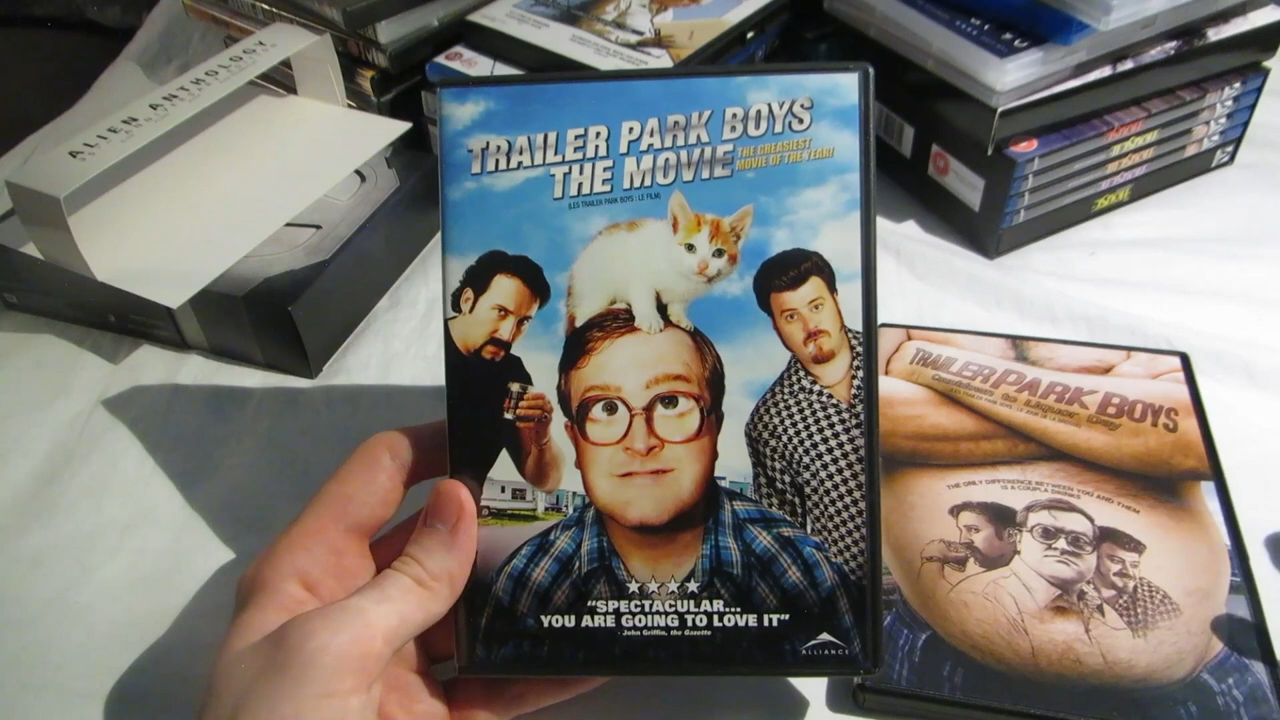 ALIEN ANTHOLOGY
TRAILER PARK BOYS
THE MOVIE
THE GREASIEST
MOVIE OF THE YEAR!
(LES TRAILER PARK BOYS : LE FILM)
★★★★
"SPECTACULAR...
YOU ARE GOING TO LOVE IT"
- John Griffin, the Gazette
ALLIANCE
TRAILER PARK BOYS
Countdown to Liquor Day
THE ONLY DIFFERENCE BETWEEN YOU AND THEM
IS A COUPLA DRINKS
HOUSE